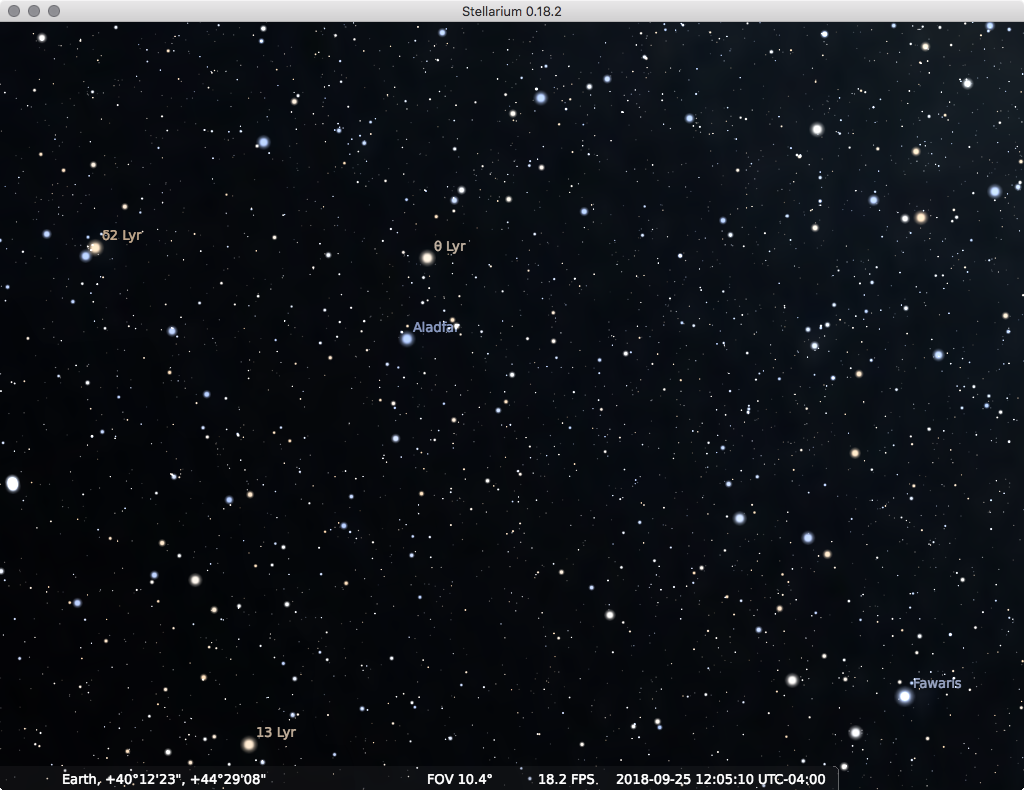 Stellarium 0.18.2
δ2 Lyr
θ Lyr
Aladfar
Fawaris
13 Lyr
Earth, +40°12'23", +44°29'08" FOV 10.4° 18.2 FPS 2018-09-25 12:05:10 UTC-04:00